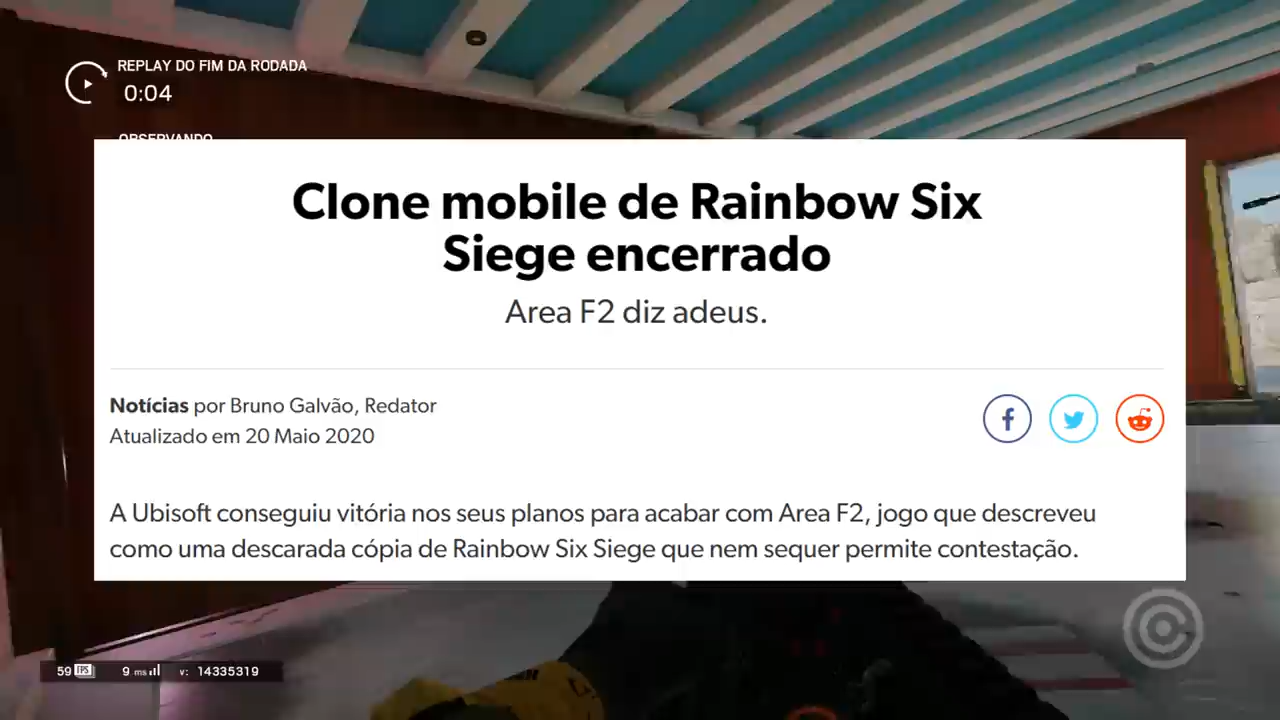 REPLAY DO FIM DA RODADA
0:04
OBSERVANDO
Clone mobile de Rainbow Six
Siege encerrado
Area F2 diz adeus.
Notícias por Bruno Galvão, Redator
Atualizado em 20 Maio 2020
A Ubisoft conseguiu vitória nos seus planos para acabar com Area F2, jogo que descreveu
como uma descarada cópia de Rainbow Six Siege que nem sequer permite contestação.
59 FPS 9 ms v: 14335319